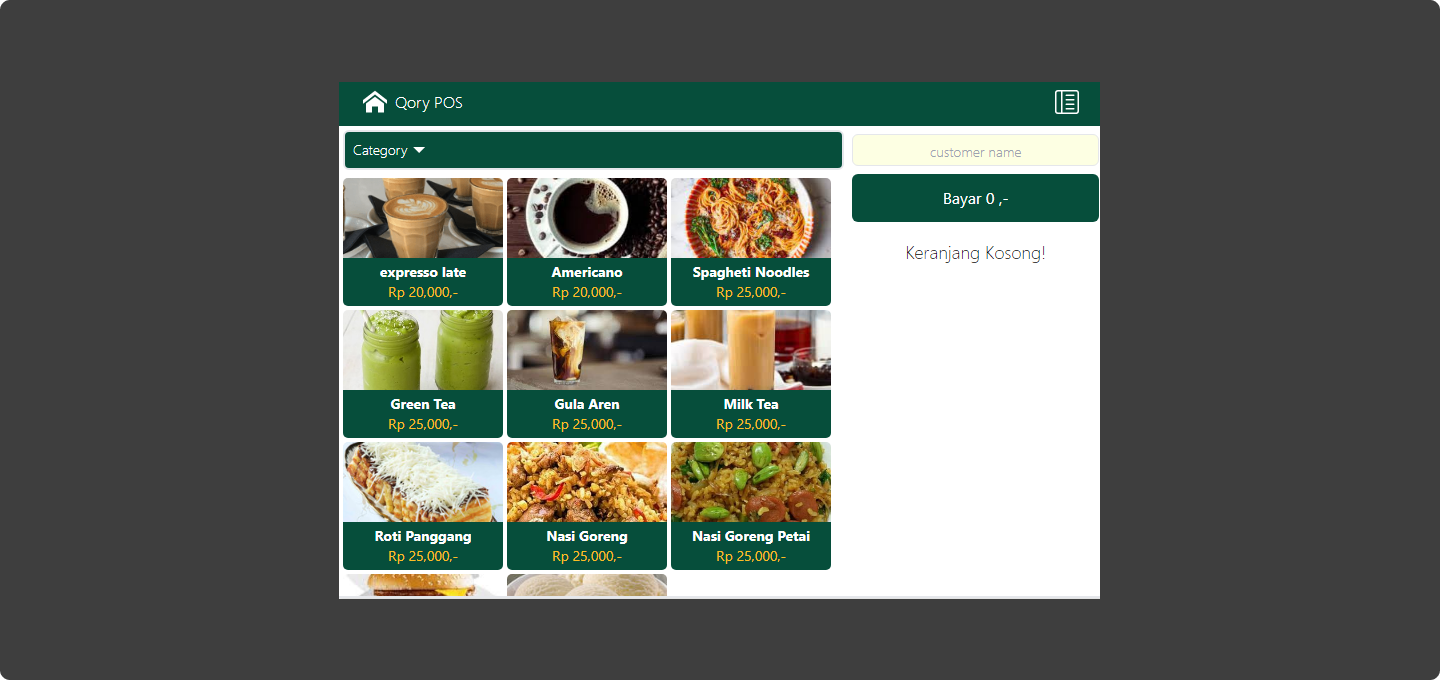 Qory POS
Category
customer name
Bayar 0 ,-
Keranjang Kosong!
expresso late
Rp 20,000,-
Americano
Rp 20,000,-
Spagheti Noodles
Rp 25,000,-
Green Tea
Rp 25,000,-
Gula Aren
Rp 25,000,-
Milk Tea
Rp 25,000,-
Roti Panggang
Rp 25,000,-
Nasi Goreng
Rp 25,000,-
Nasi Goreng Petai
Rp 25,000,-